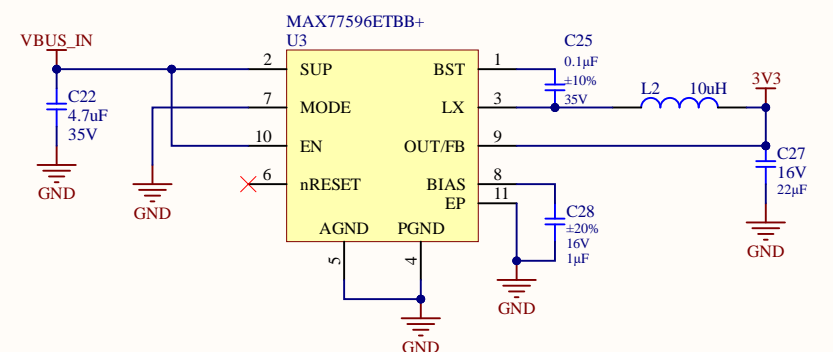 MAX77596ETBB+
U3
VBUS_IN
C22
4.7uF
35V
GND
GND
2 SUP
7 MODE
10 EN
6 nRESET
BST 1
LX 3
OUT/FB 9
BIAS 8
EP 11
AGND PGND
5 4
GND
C25
0.1µF
±10%
35V
L2 10uH
3V3
C27
16V
22µF
GND
C28
±20%
16V
1µF
GND